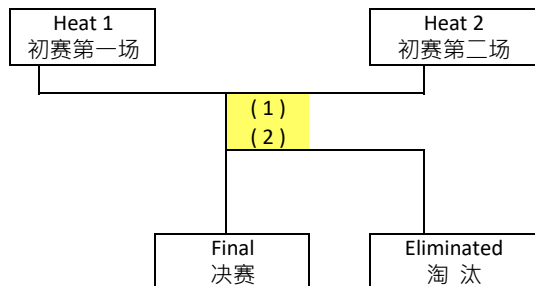 Heat 1
初赛第一场
Heat 2
初赛第二场
( 1 )
( 2 )
Final
决赛
Eliminated
淘 汰